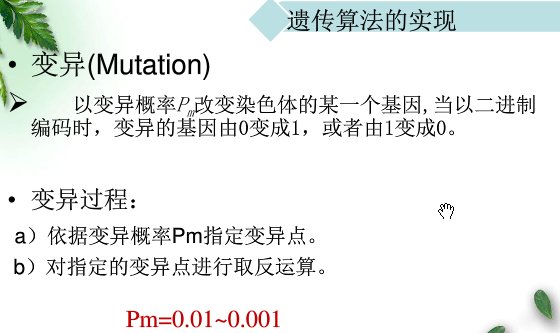 遗传算法的实现
• 变异(Mutation)
➢ 以变异概率Pm改变染色体的某一个基因,当以二进制
编码时，变异的基因由0变成1，或者由1变成0。
• 变异过程：
a）依据变异概率Pm指定变异点。
b）对指定的变异点进行取反运算。
Pm=0.01~0.001